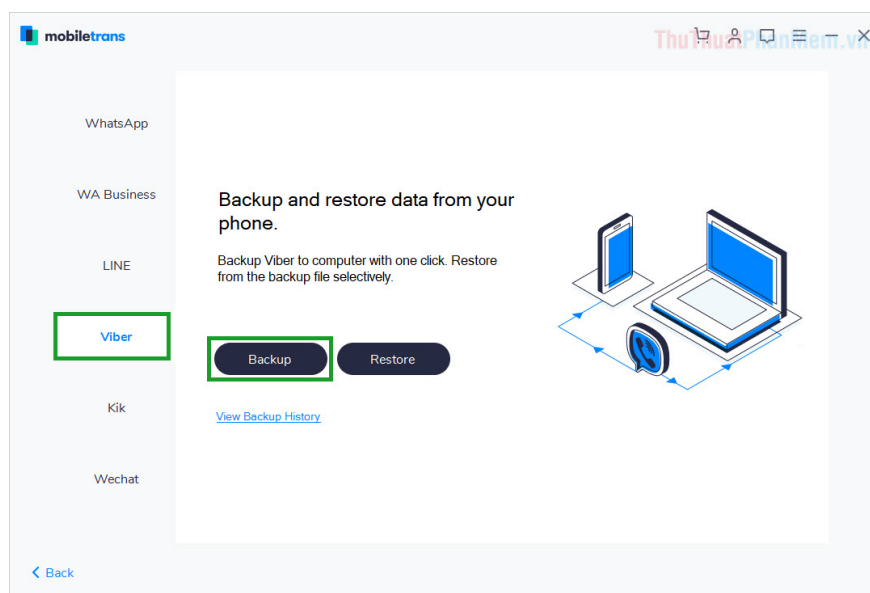 mobiletrans
ThuThuatPhanMem.vn
WhatsApp
WA Business
LINE
Viber
Kik
Wechat
Backup and restore data from your
phone.
Backup Viber to computer with one click. Restore
from the backup file selectively.
Backup
Restore
View Backup History
Back